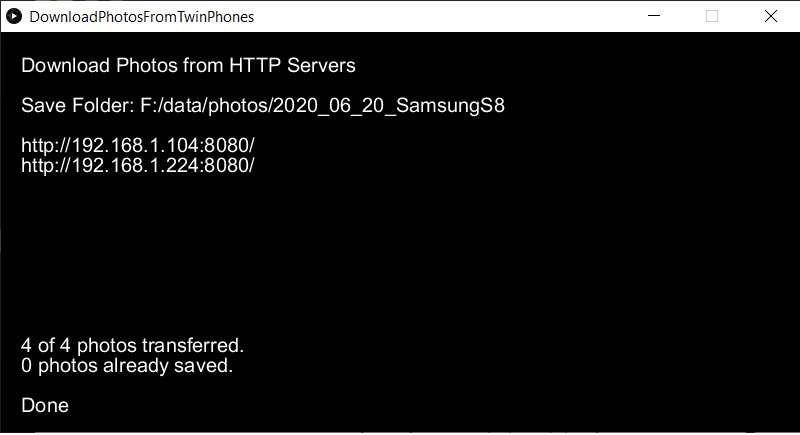 DownloadPhotosFromTwinPhones
Download Photos from HTTP Servers
Save Folder: F:/data/photos/2020_06_20_SamsungS8
http://192.168.1.104:8080/
http://192.168.1.224:8080/
4 of 4 photos transferred.
0 photos already saved.
Done